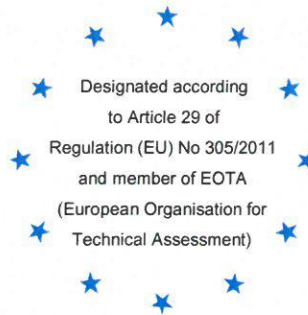 Designated according
to Article 29 of
Regulation (EU) No 305/2011
and member of EOTA
(European Organisation for
Technical Assessment)